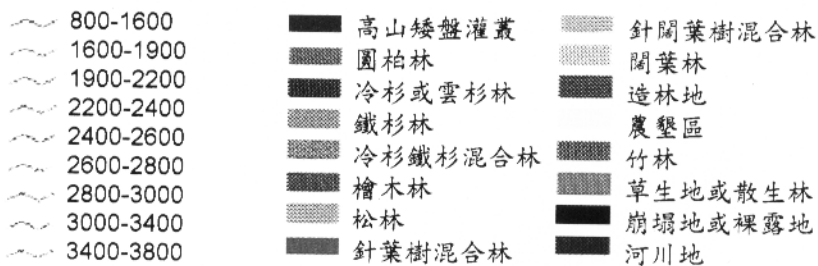 800-1600
1600-1900
1900-2200
2200-2400
2400-2600
2600-2800
2800-3000
3000-3400
3400-3800
高山矮盤灌叢
圓柏林
冷杉或雲杉林
鐵杉林
冷杉鐵杉混合林
檜木林
松林
針葉樹混合林
針闊葉樹混合林
闊葉林
造林地
農墾區
竹林
草生地或散生林
崩塌地或裸露地
河川地